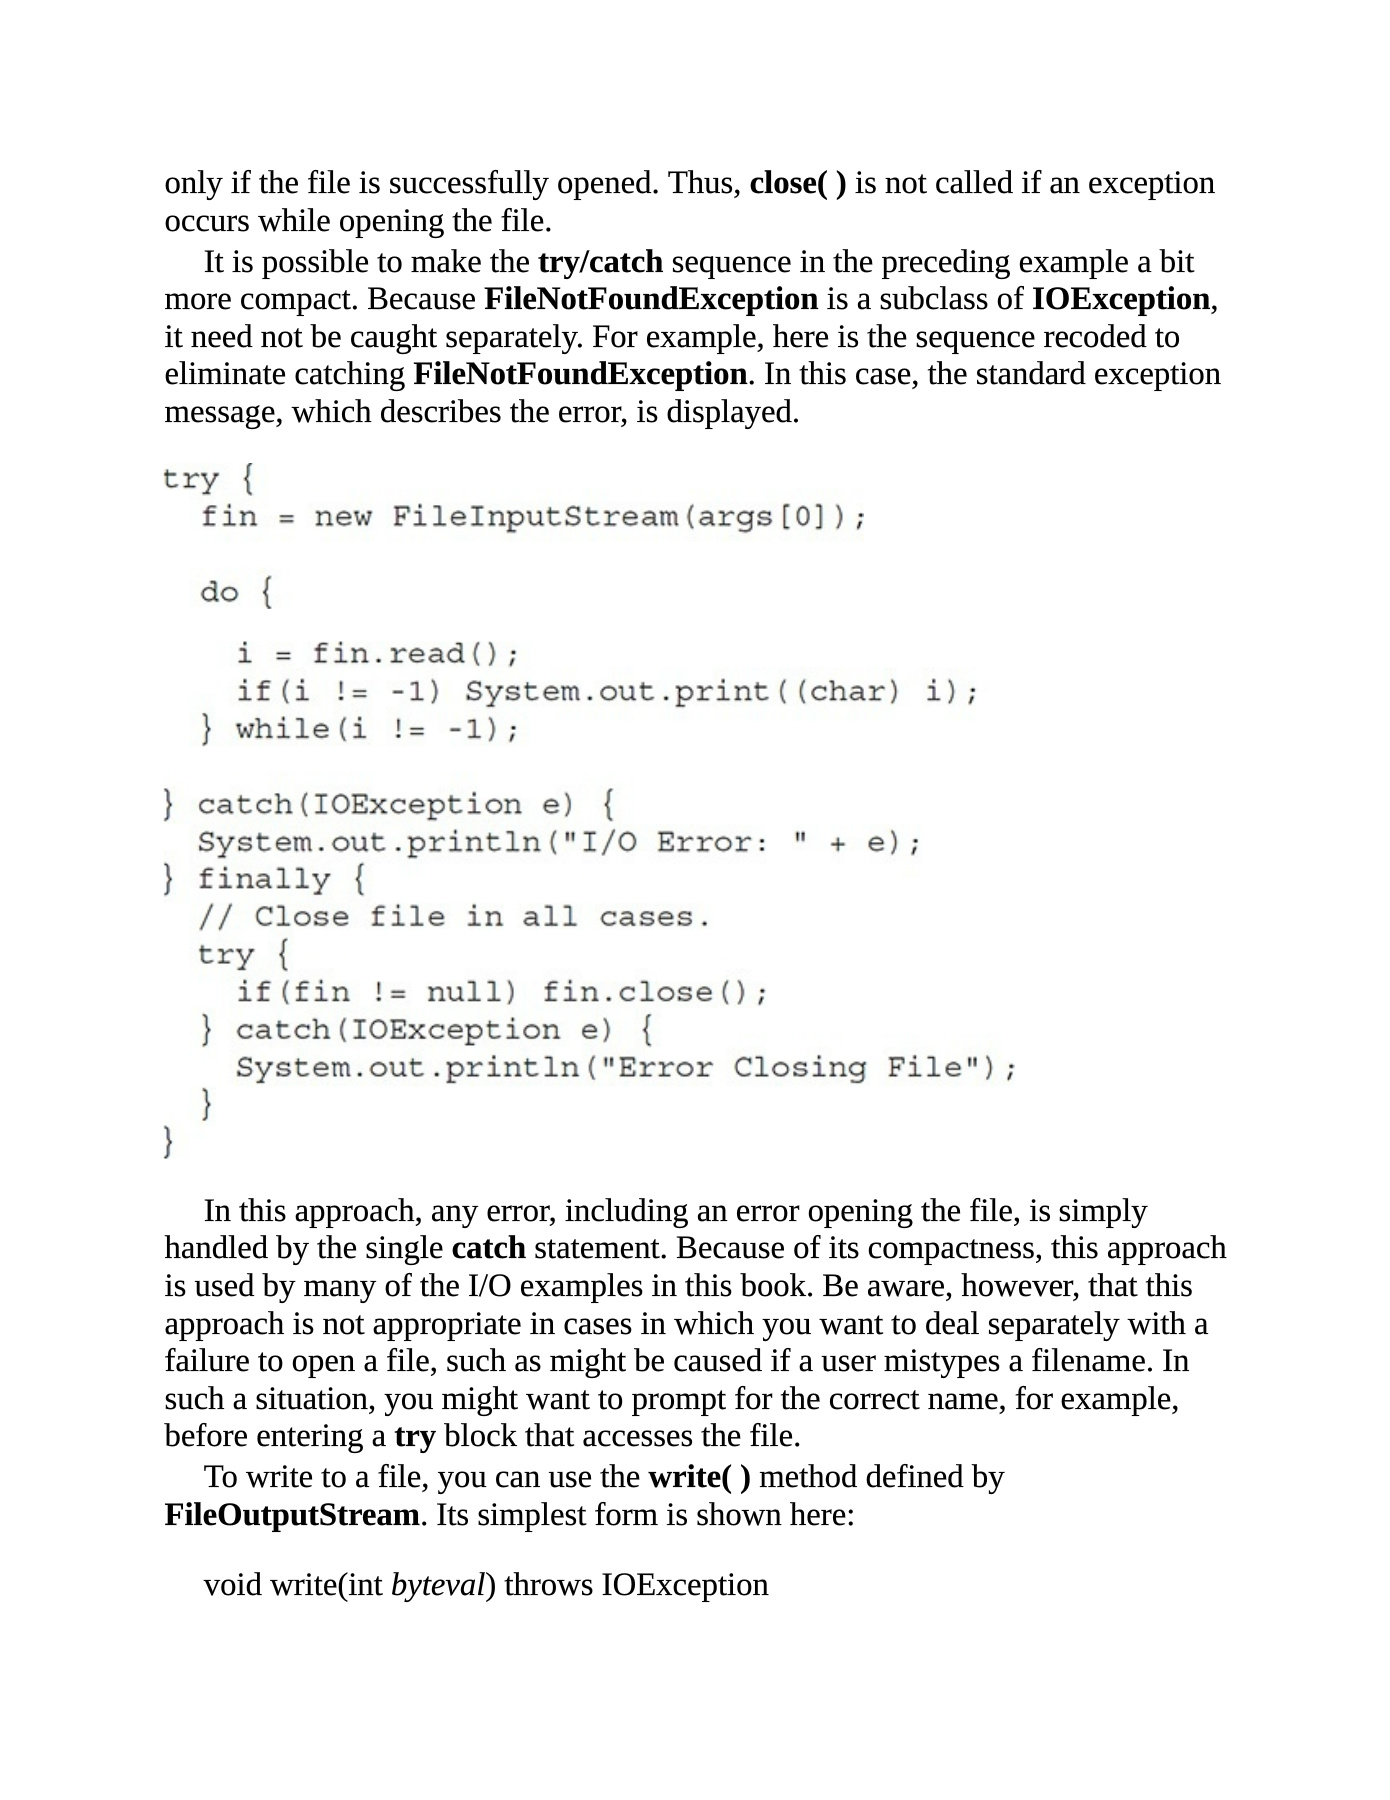 only if the file is successfully opened. Thus, close( ) is not called if an exception
occurs while opening the file.
It is possible to make the try/catch sequence in the preceding example a bit
more compact. Because FileNotFoundException is a subclass of IOException,
it need not be caught separately. For example, here is the sequence recoded to
eliminate catching FileNotFoundException. In this case, the standard exception
message, which describes the error, is displayed.
try {
  fin = new FileInputStream(args[0]);
  do {
    i = fin.read();
    if(i != -1) System.out.print((char) i);
  } while(i != -1);
} catch(IOException e) {
  System.out.println("I/O Error: " + e);
} finally {
  // Close file in all cases.
  try {
    if(fin != null) fin.close();
  } catch(IOException e) {
    System.out.println("Error Closing File");
  }
}
In this approach, any error, including an error opening the file, is simply
handled by the single catch statement. Because of its compactness, this approach
is used by many of the I/O examples in this book. Be aware, however, that this
approach is not appropriate in cases in which you want to deal separately with a
failure to open a file, such as might be caused if a user mistypes a filename. In
such a situation, you might want to prompt for the correct name, for example,
before entering a try block that accesses the file.
To write to a file, you can use the write( ) method defined by
FileOutputStream. Its simplest form is shown here:
void write(int byteval) throws IOException